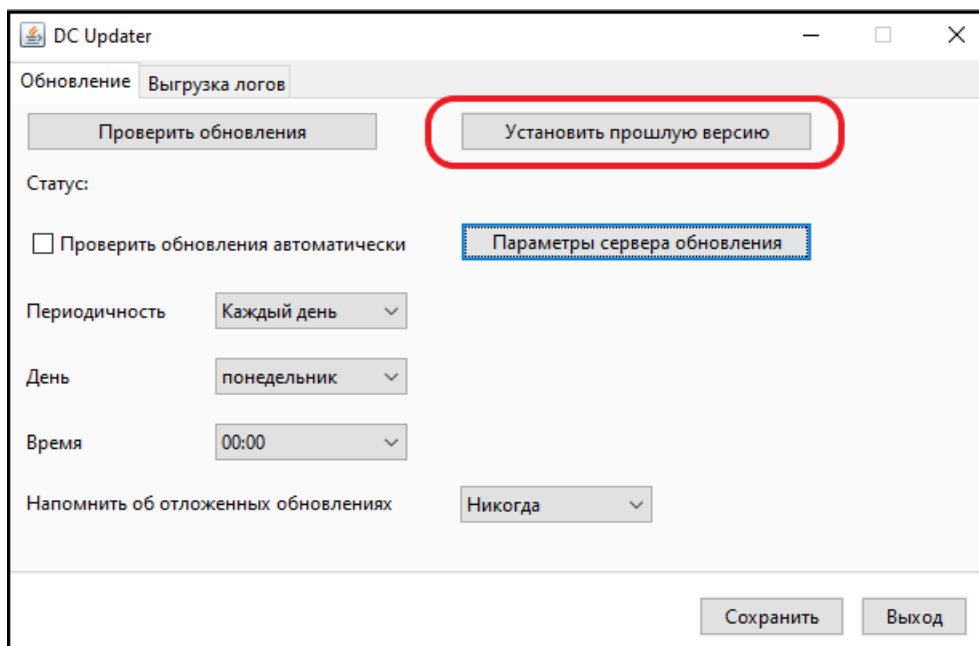 DC Updater
Обновление Выгрузка логов
Проверить обновления Установить прошлую версию
Статус:
Проверить обновления автоматически Параметры сервера обновления
Периодичность Каждый день
День понедельник
Время 00:00
Напомнить об отложенных обновлениях Никогда
Сохранить Выход